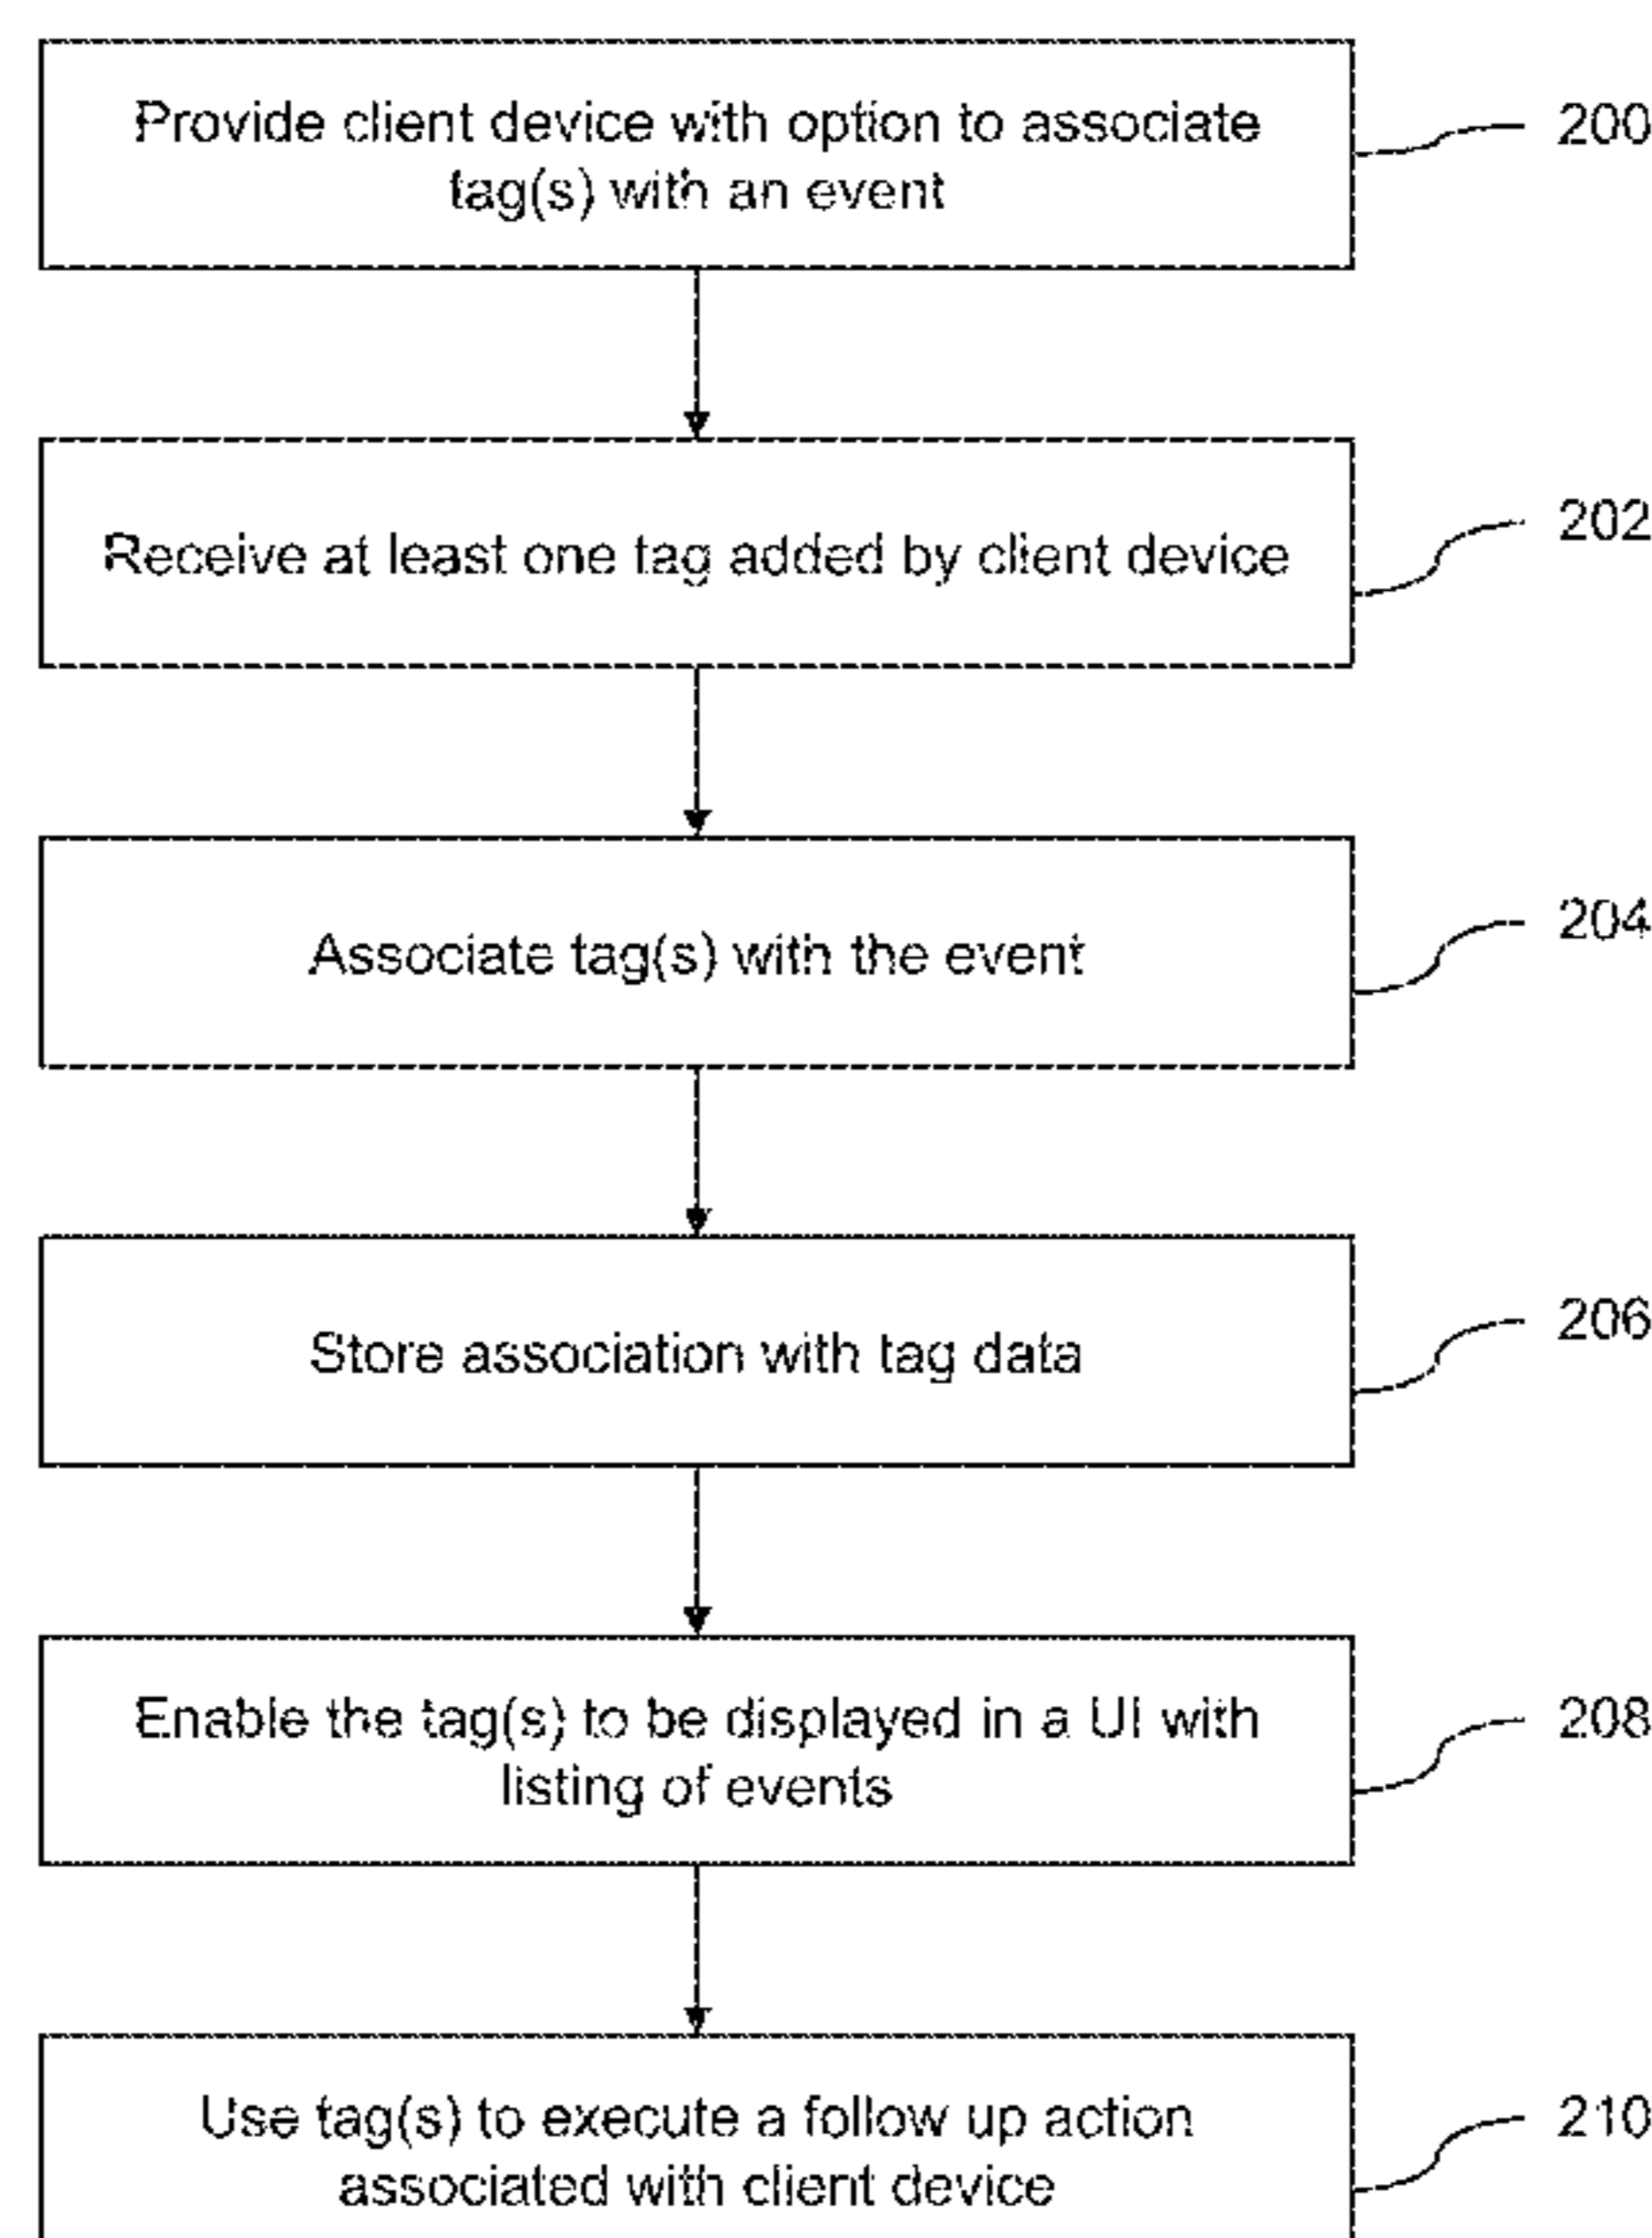 Provide client device with option to associate
tag(s) with an event
200
Receive at least one tag added by client device
202
Associate tag(s) with the event
204
Store association with tag data
206
Enable the tag(s) to be displayed in a UI with
listing of events
208
Use tag(s) to execute a follow up action
associated with client device
210